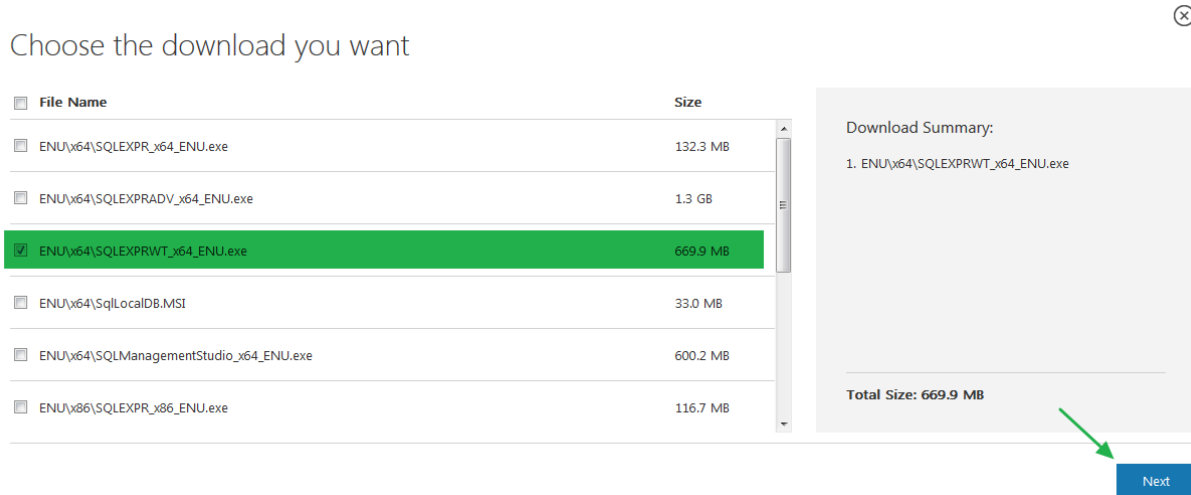 Choose the download you want
File Name Size
ENU\x64\SQLEXPR_x64_ENU.exe 132.3 MB
ENU\x64\SQLEXPRADV_x64_ENU.exe 1.3 GB
ENU\x64\SQLEXPRWT_x64_ENU.exe 669.9 MB
ENU\x64\SqlLocalDB.MSI 33.0 MB
ENU\x64\SQLManagementStudio_x64_ENU.exe 600.2 MB
ENU\x86\SQLEXPR_x86_ENU.exe 116.7 MB
Download Summary:
1. ENU\x64\SQLEXPRWT_x64_ENU.exe
Total Size: 669.9 MB
Next